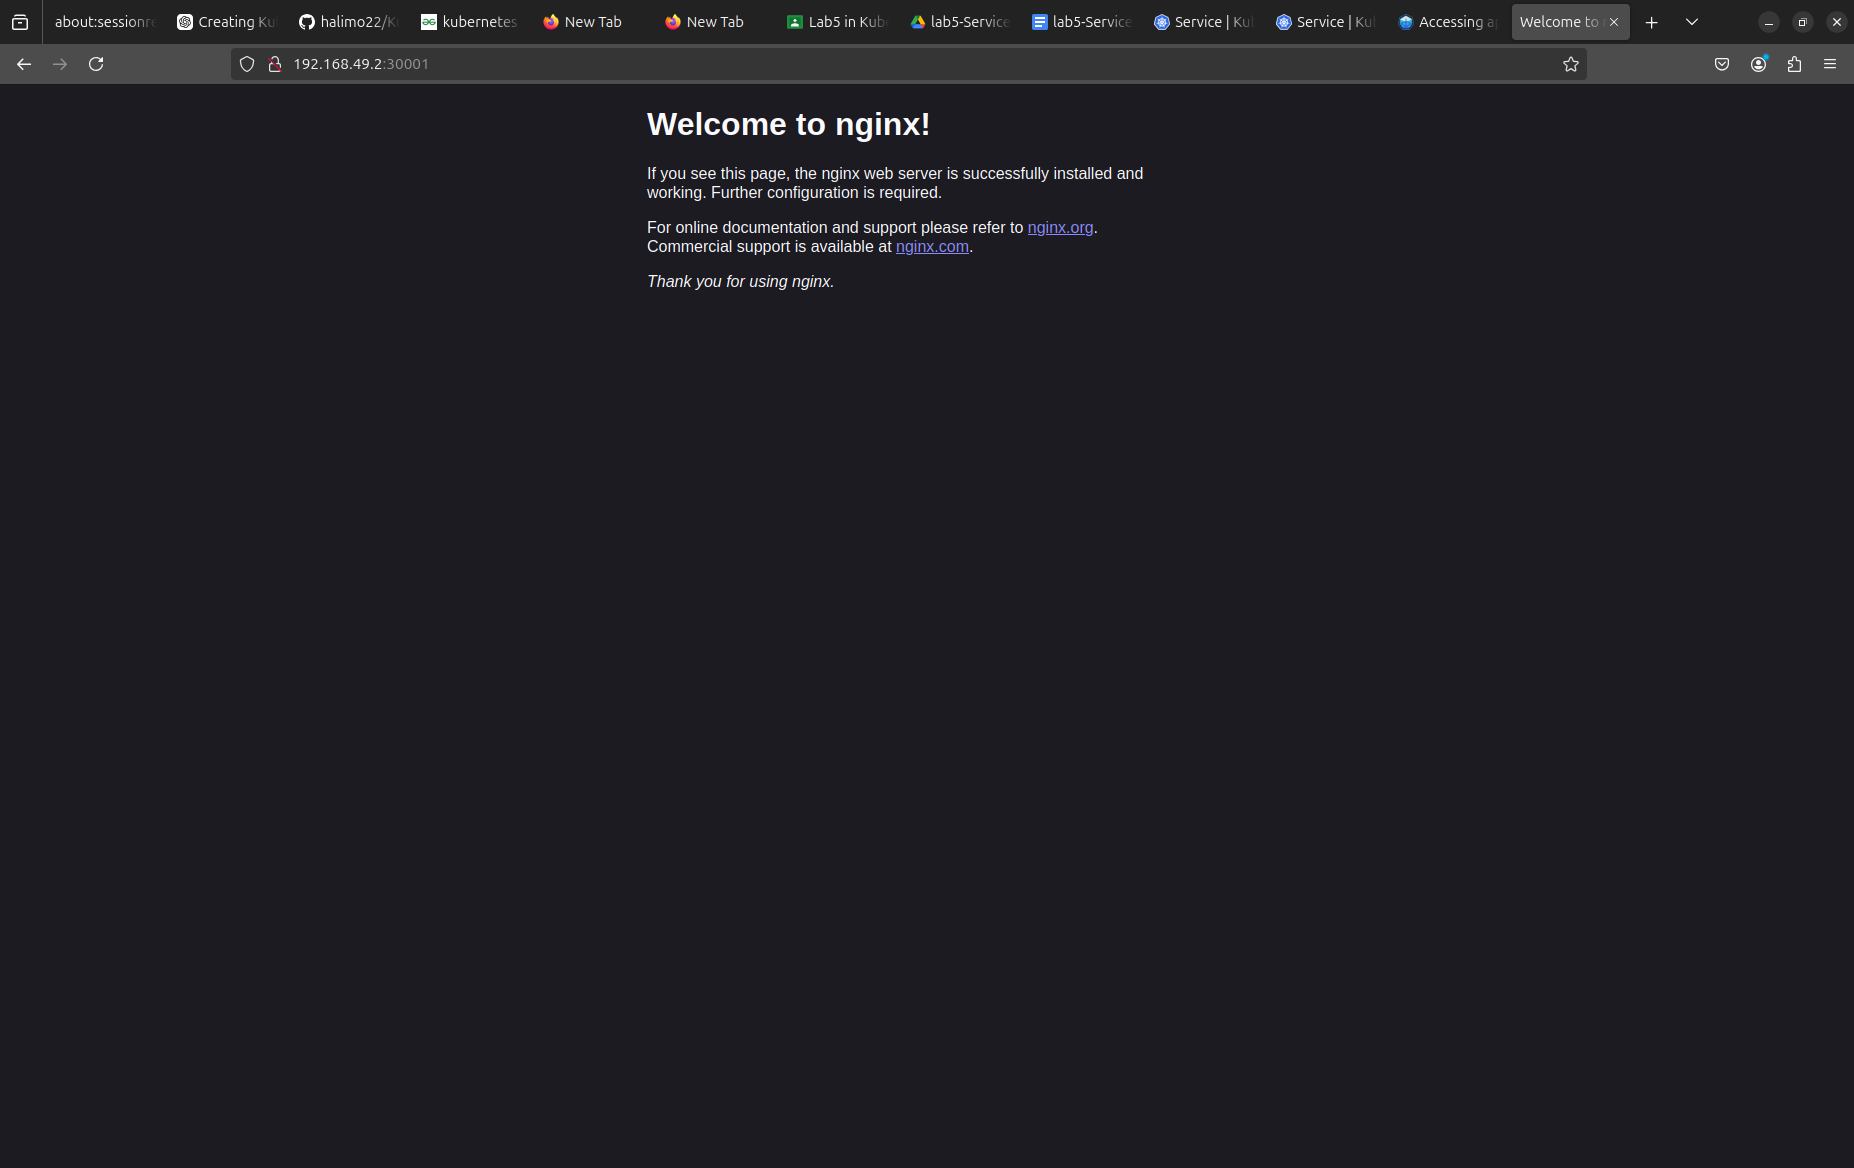 about:sessionre
Creating Ku
halimo22/K
kubernetes
New Tab
New Tab
Lab5 in Kub
lab5-Service
lab5-Service
Service | Ku
Service | Ku
Accessing a
Welcome to
192.168.49.2:30001
Welcome to nginx!
If you see this page, the nginx web server is successfully installed and
working. Further configuration is required.
For online documentation and support please refer to nginx.org.
Commercial support is available at nginx.com.
Thank you for using nginx.